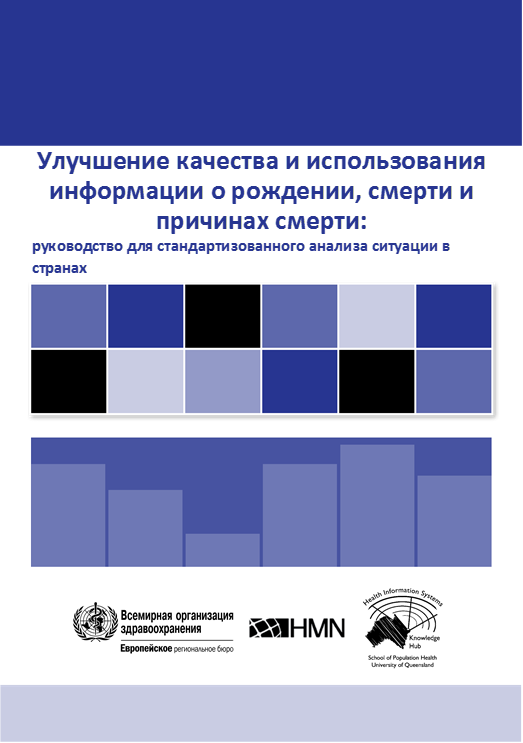 Улучшение качества и использования
информации о рождении, смерти и
причинах смерти:
руководство для стандартизованного анализа ситуации в
странах
Всемирная организация
здравоохранения
Европейское региональное бюро
HMN
Health Information Systems
Knowledge
Hub
School of Population Health
University of Queensland